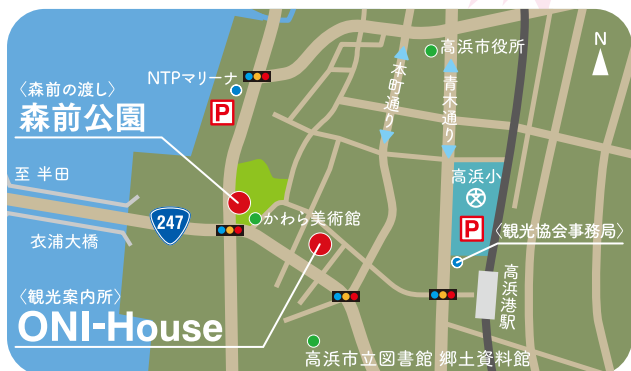 高浜市役所
N
NTPマリーナ
本町通り
青木通り
〈森前の渡し〉
森前公園
P
至 半田
高浜小
247
かわら美術館
P
〈観光協会事務局〉
衣浦大橋
高浜港駅
〈観光案内所〉
ONI-House
高浜市立図書館 郷土資料館